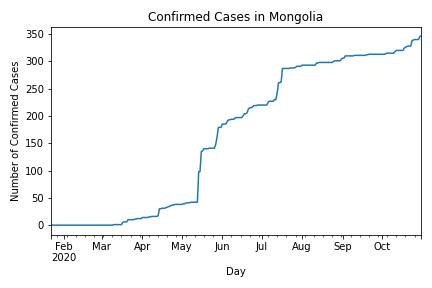 Confirmed Cases in Mongolia
Number of Confirmed Cases
350
300
250
200
150
100
50
0
Feb Mar Apr May Jun Jul Aug Sep Oct
2020
Day